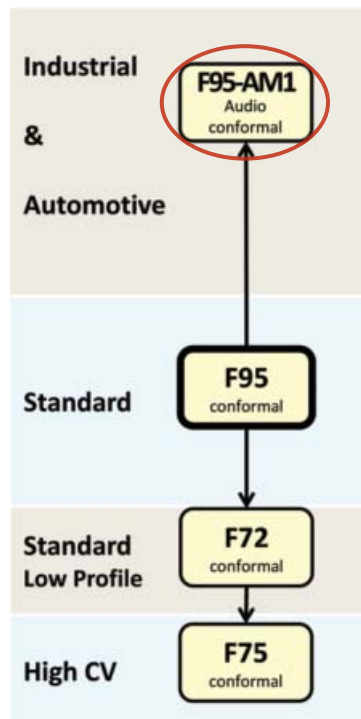 Industrial
&
Automotive
F95-AM1
Audio
conformal
Standard
F95
conformal
Standard
Low Profile
F72
conformal
High CV
F75
conformal